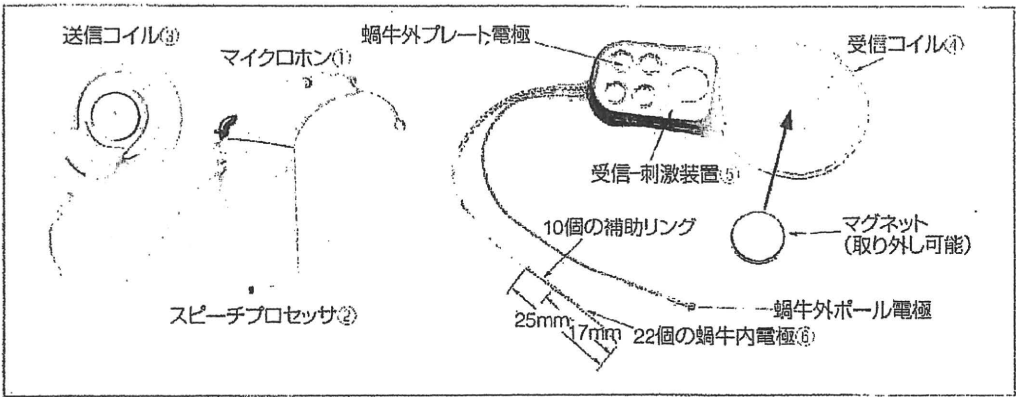 送信コイル③
マイクロホン①
スピーチプロセッサ②
蝸牛外プレート電極
受信コイル④
受信-刺激装置⑤
マグネット
(取り外し可能)
10個の補助リング
蝸牛外ボール電極
25mm
17mm
22個の蝸牛内電極⑥